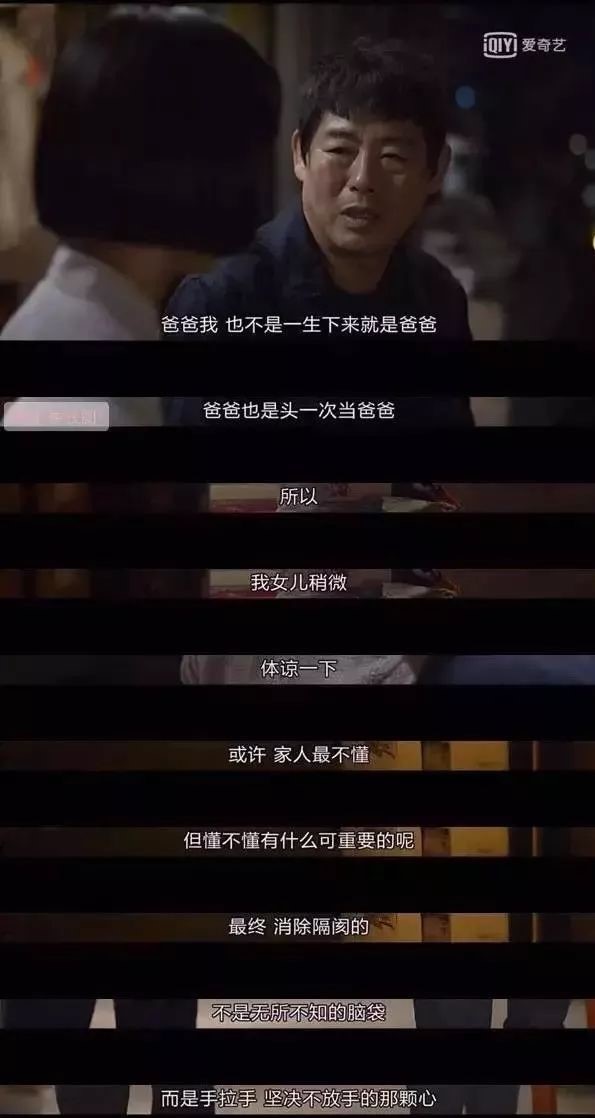 iQIYI 爱奇艺
爸爸我 也不是一生下来就是爸爸
爸爸也是头一次当爸爸
所以
我女儿稍微
体谅一下
或许 家人最不懂
但懂不懂有什么可重要的呢
最终 消除隔阂的
不是无所不知的脑袋
而是手拉手 坚决不放手的那颗心